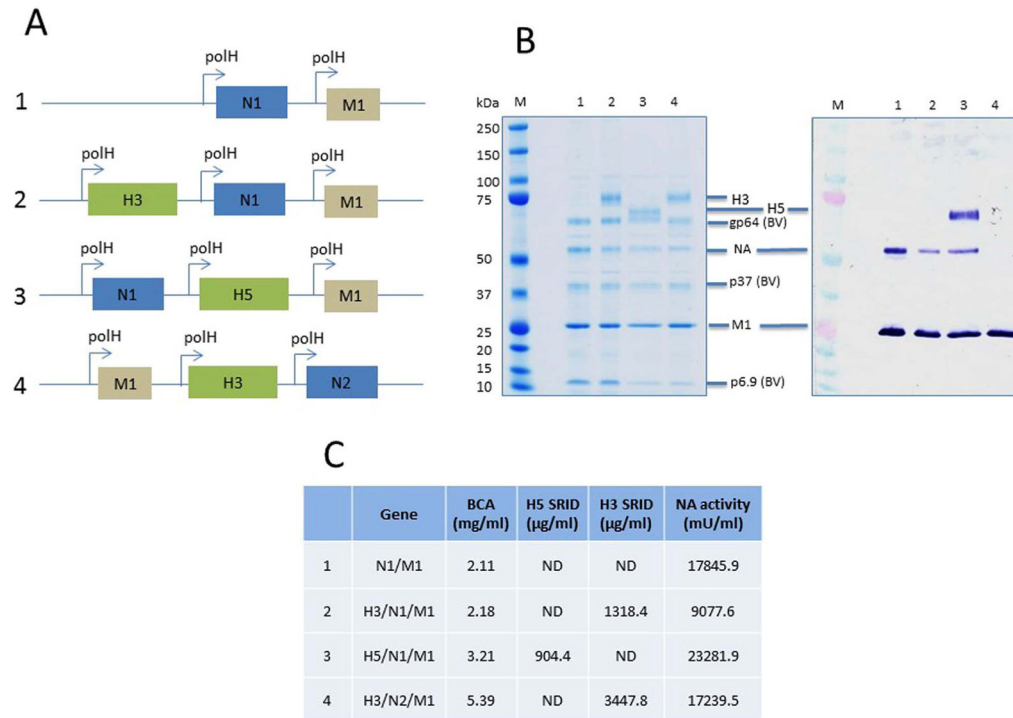 A
1
polH
polH
N1
M1
2
polH
polH
polH
H3
N1
M1
3
polH
polH
polH
N1
H5
M1
4
polH
polH
polH
M1
H3
N2
B
kDa M 1 2 3 4
250
150
100
75
50
37
25
20
15
10
H3
H5
gp64 (BV)
NA
p37 (BV)
M1
p6.9 (BV)
M 1 2 3 4
C
Gene BCA (mg/ml) H5 SRID (µg/ml) H3 SRID (µg/ml) NA activity (mU/ml)
1 N1/M1 2.11 ND ND 17845.9
2 H3/N1/M1 2.18 ND 1318.4 9077.6
3 H5/N1/M1 3.21 904.4 ND 23281.9
4 H3/N2/M1 5.39 ND 3447.8 17239.5